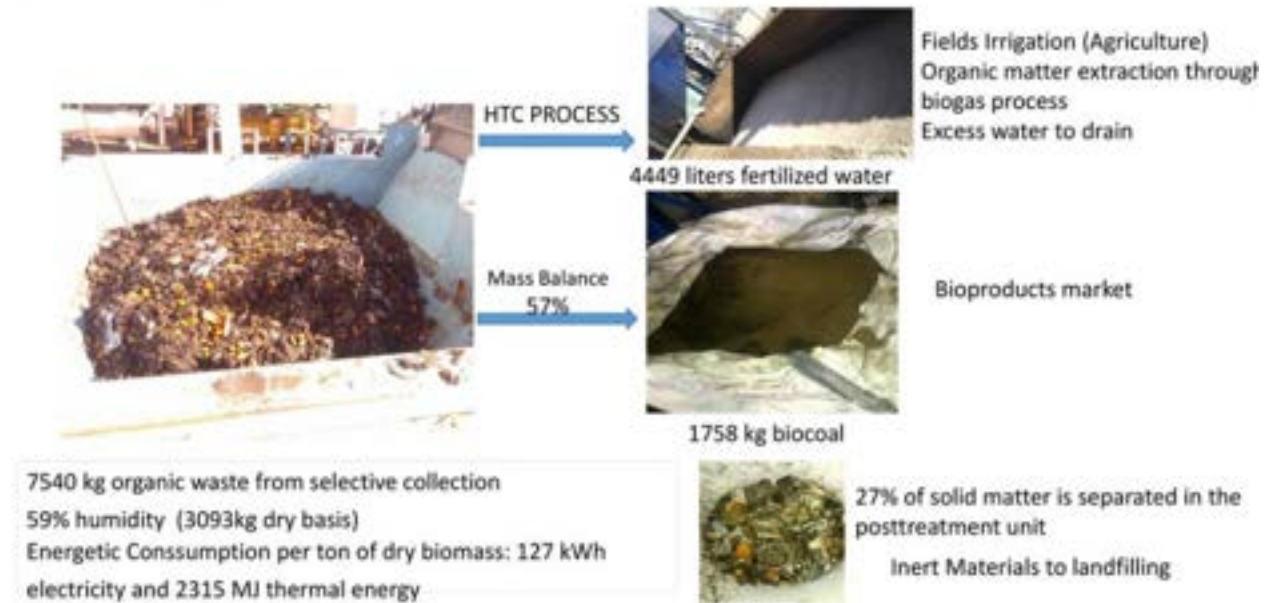 HTC PROCESS
Fields Irrigation (Agriculture)
Organic matter extraction through
biogas process
Excess water to drain
4449 liters fertilized water
Mass Balance
57%
Bioproducts market
1758 kg biocoal
7540 kg organic waste from selective collection
59% humidity (3093kg dry basis)
Energetic Conssumption per ton of dry biomass: 127 kWh
electricity and 2315 MJ thermal energy
27% of solid matter is separated in the
posttreatment unit
Inert Materials to landfilling